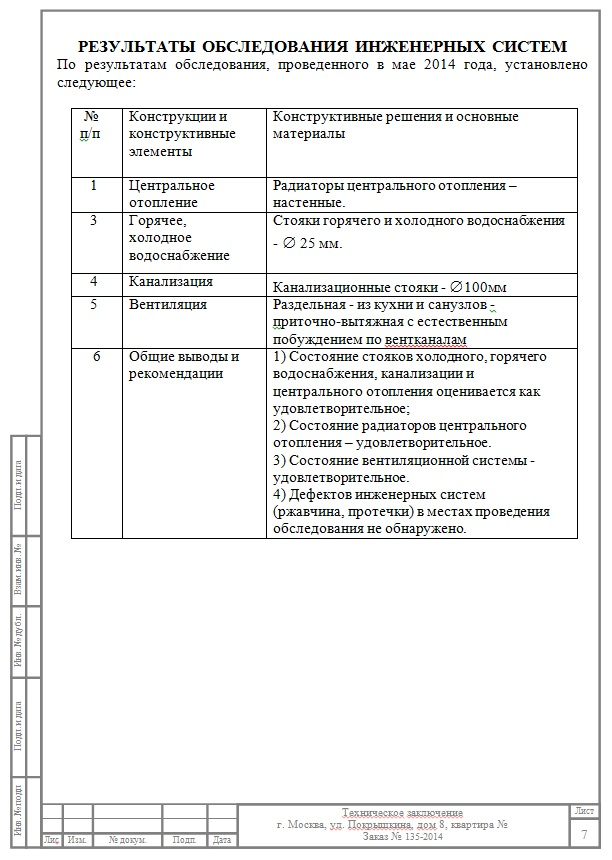 РЕЗУЛЬТАТЫ ОБСЛЕДОВАНИЯ ИНЖЕНЕРНЫХ СИСТЕМ
По результатам обследования, проведенного в мае 2014 года, установлено
следующее:
№
п/п
Конструкции и
конструктивные
элементы
Конструктивные решения и основные
материалы
1
Центральное
отопление
Радиаторы центрального отопления –
настенные.
3
Горячее,
холодное
водоснабжение
Стояки горячего и холодного водоснабжения
- ∅ 25 мм.
4
Канализация
Канализационные стояки - ∅100мм
5
Вентиляция
Раздельная - из кухни и санузлов -
приточно-вытяжная с естественным
побуждением по вентканалам
6
Общие выводы и
рекомендации
1) Состояние стояков холодного, горячего
водоснабжения, канализации и
центрального отопления оценивается как
удовлетворительное;
2) Состояние радиаторов центрального
отопления – удовлетворительное.
3) Состояние вентиляционной системы -
удовлетворительное.
4) Дефектов инженерных систем
(ржавчина, протечки) в местах проведения
обследования не обнаружено.
Подп. и дата
Взам. инв. №
Инв. № дубл.
Подп. и дата
Инв. № подп
Лис
Изм.
№ докум.
Подп.
Дата
Техническое заключение
г. Москва, ул. Покрышкина, дом 8, квартира №
Заказ № 135-2014
Лист
7